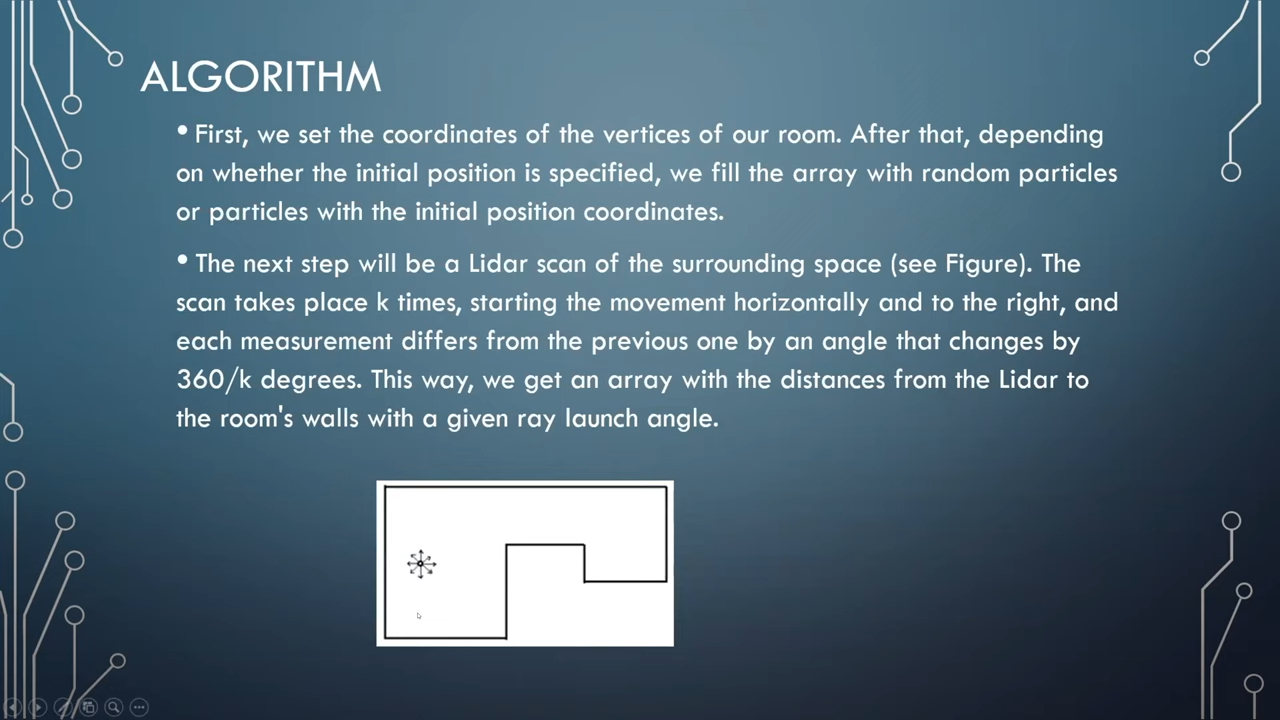 ALGORITHM
• First, we set the coordinates of the vertices of our room. After that, depending
on whether the initial position is specified, we fill the array with random particles
or particles with the initial position coordinates.
• The next step will be a Lidar scan of the surrounding space (see Figure). The
scan takes place k times, starting the movement horizontally and to the right, and
each measurement differs from the previous one by an angle that changes by
360/k degrees. This way, we get an array with the distances from the Lidar to
the room's walls with a given ray launch angle.